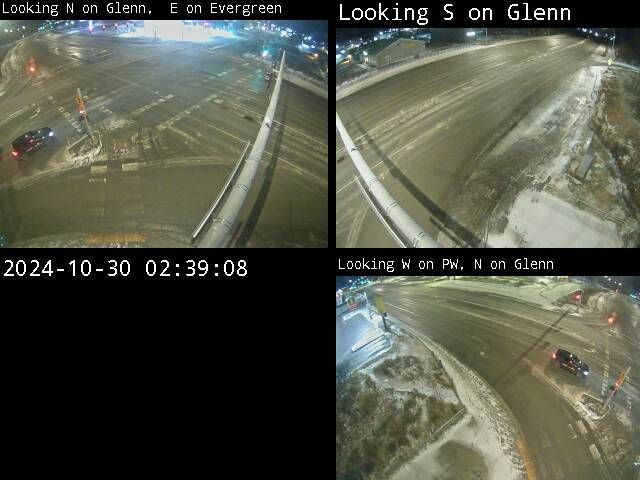 Looking N on Glenn, E on Evergreen
Looking S on Glenn
2024-10-30 02:39:08
Looking W on PW, N on Glenn